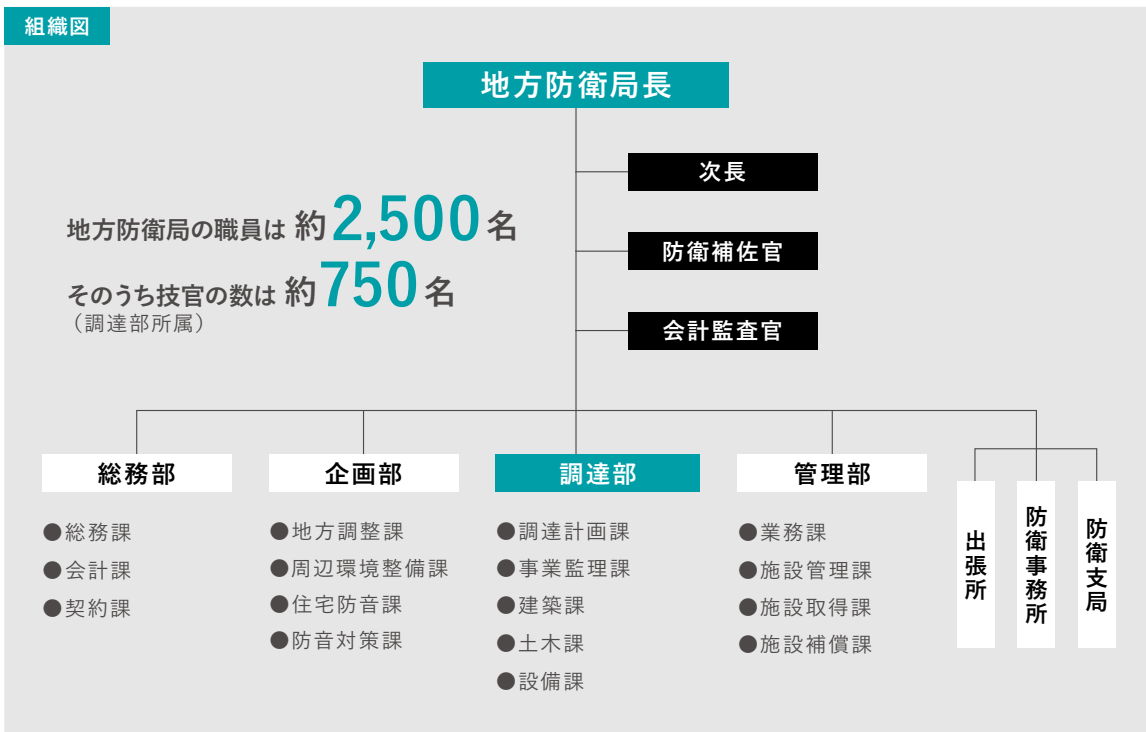 組織図
地方防衛局長
次長
防衛補佐官
会計監査官
地方防衛局の職員は 約2,500名
そのうち技官の数は 約750名
（調達部所属）
総務部
●総務課
●会計課
●契約課
企画部
●地方調整課
●周辺環境整備課
●住宅防音課
●防音対策課
調達部
●調達計画課
●事業監理課
●建築課
●土木課
●設備課
管理部
●業務課
●施設管理課
●施設取得課
●施設補償課
出張所
防衛事務所
防衛支局